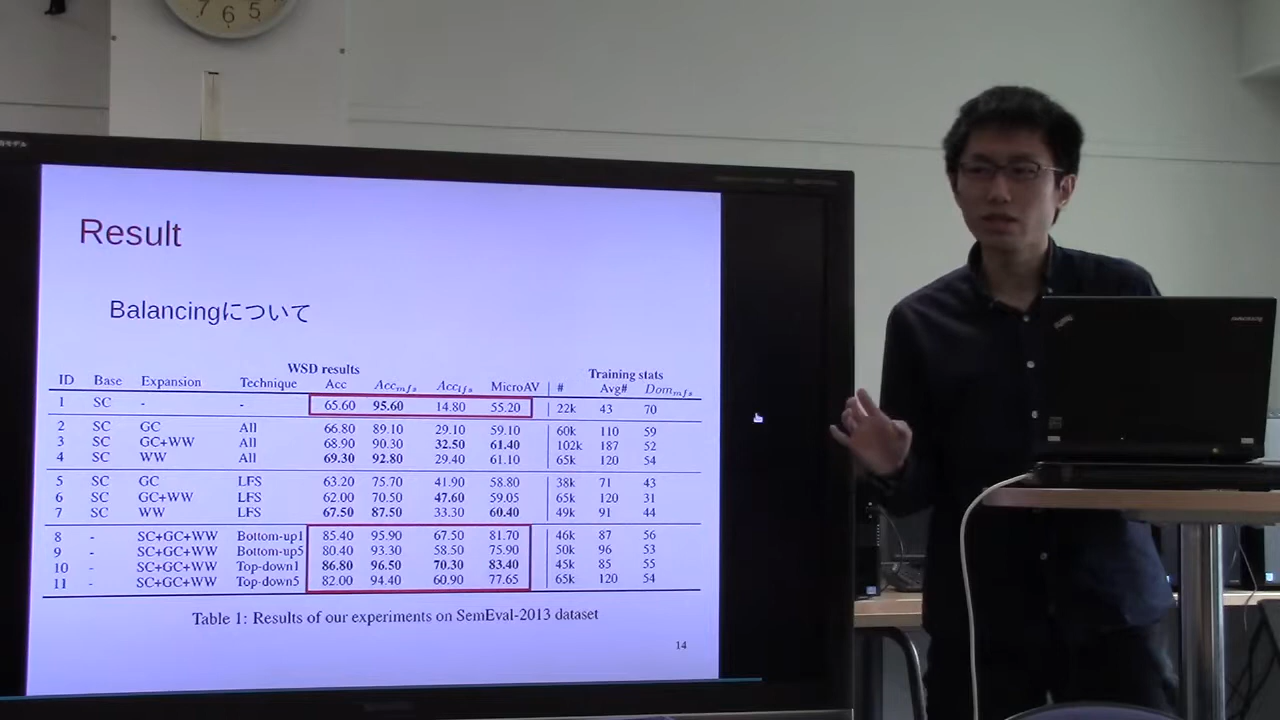 7 6 5
Result
Balancingについて
WSD results Training stats
ID Base Expansion Technique Acc Acc_mfs Acc_lfs MicroAV # Avg# Dom_mfs
1 SC - - 65.60 95.60 14.80 55.20 22k 43 70
2 SC GC All 66.80 89.10 29.10 59.10 60k 110 59
3 SC GC+WW All 68.90 90.30 32.50 61.40 102k 187 52
4 SC WW All 69.30 92.80 29.40 61.10 65k 120 54
5 SC GC LFS 63.20 75.70 41.90 58.80 38k 71 43
6 SC GC+WW LFS 62.00 70.50 47.60 59.05 65k 120 31
7 SC WW LFS 67.50 87.50 33.30 60.40 49k 91 44
8 - SC+GC+WW Bottom-up1 85.40 95.90 67.50 81.70 46k 87 56
9 - SC+GC+WW Bottom-up5 80.40 93.30 58.50 75.90 50k 96 53
10 - SC+GC+WW Top-down1 86.80 96.50 70.30 83.40 45k 85 55
11 - SC+GC+WW Top-down5 82.00 94.40 60.90 77.65 65k 120 54
Table 1: Results of our experiments on SemEval-2013 dataset
14